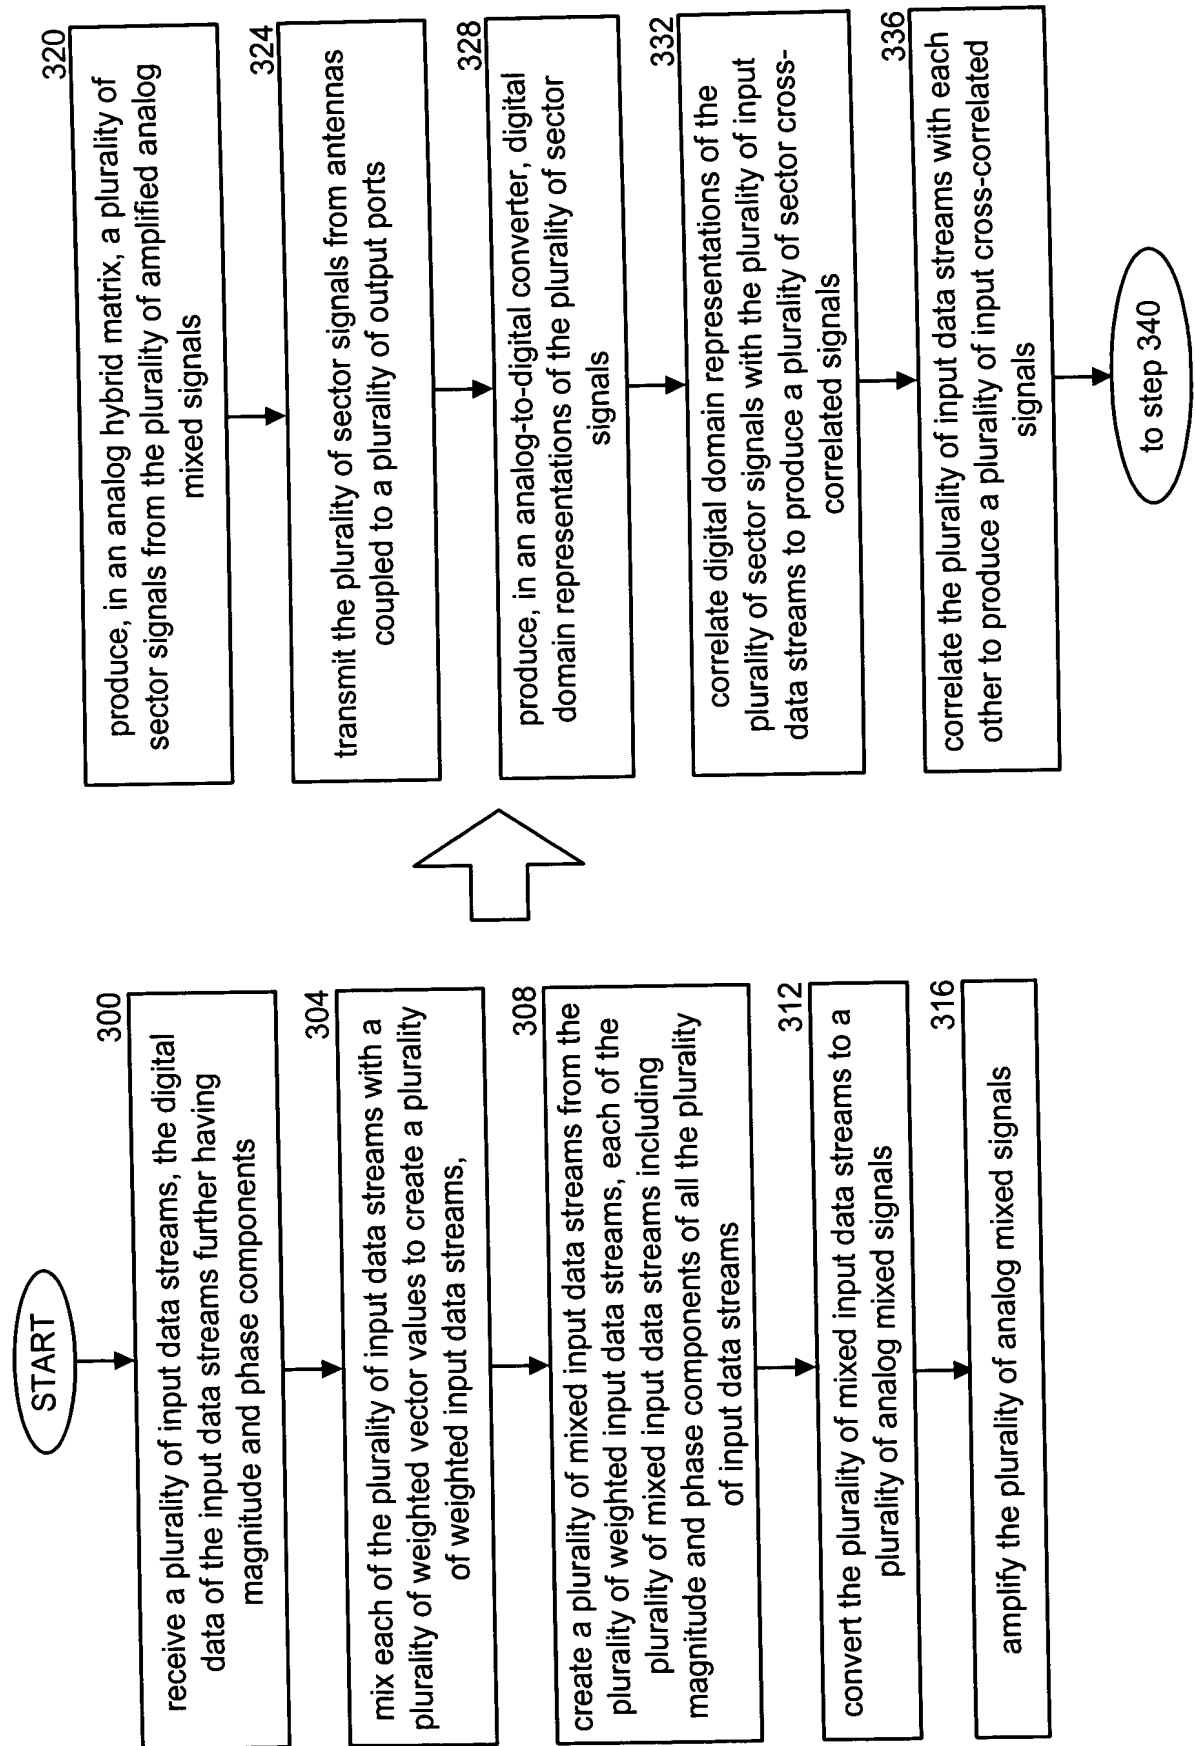 START
300
receive a plurality of input data streams, the digital
data of the input data streams further having
magnitude and phase components
304
mix each of the plurality of input data streams with a
plurality of weighted vector values to create a plurality
of weighted input data streams,
308
create a plurality of mixed input data streams from the
plurality of weighted input data streams, each of the
plurality of mixed input data streams including
magnitude and phase components of all the plurality
of input data streams
312
convert the plurality of mixed input data streams to a
plurality of analog mixed signals
316
amplify the plurality of analog mixed signals
320
produce, in an analog hybrid matrix, a plurality of
sector signals from the plurality of amplified analog
mixed signals
324
transmit the plurality of sector signals from antennas
coupled to a plurality of output ports
328
produce, in an analog-to-digital converter, digital
domain representations of the plurality of sector
signals
332
correlate digital domain representations of the
plurality of sector signals with the plurality of input
data streams to produce a plurality of sector cross-
correlated signals
336
correlate the plurality of input data streams with each
other to produce a plurality of input cross-correlated
signals
to step 340